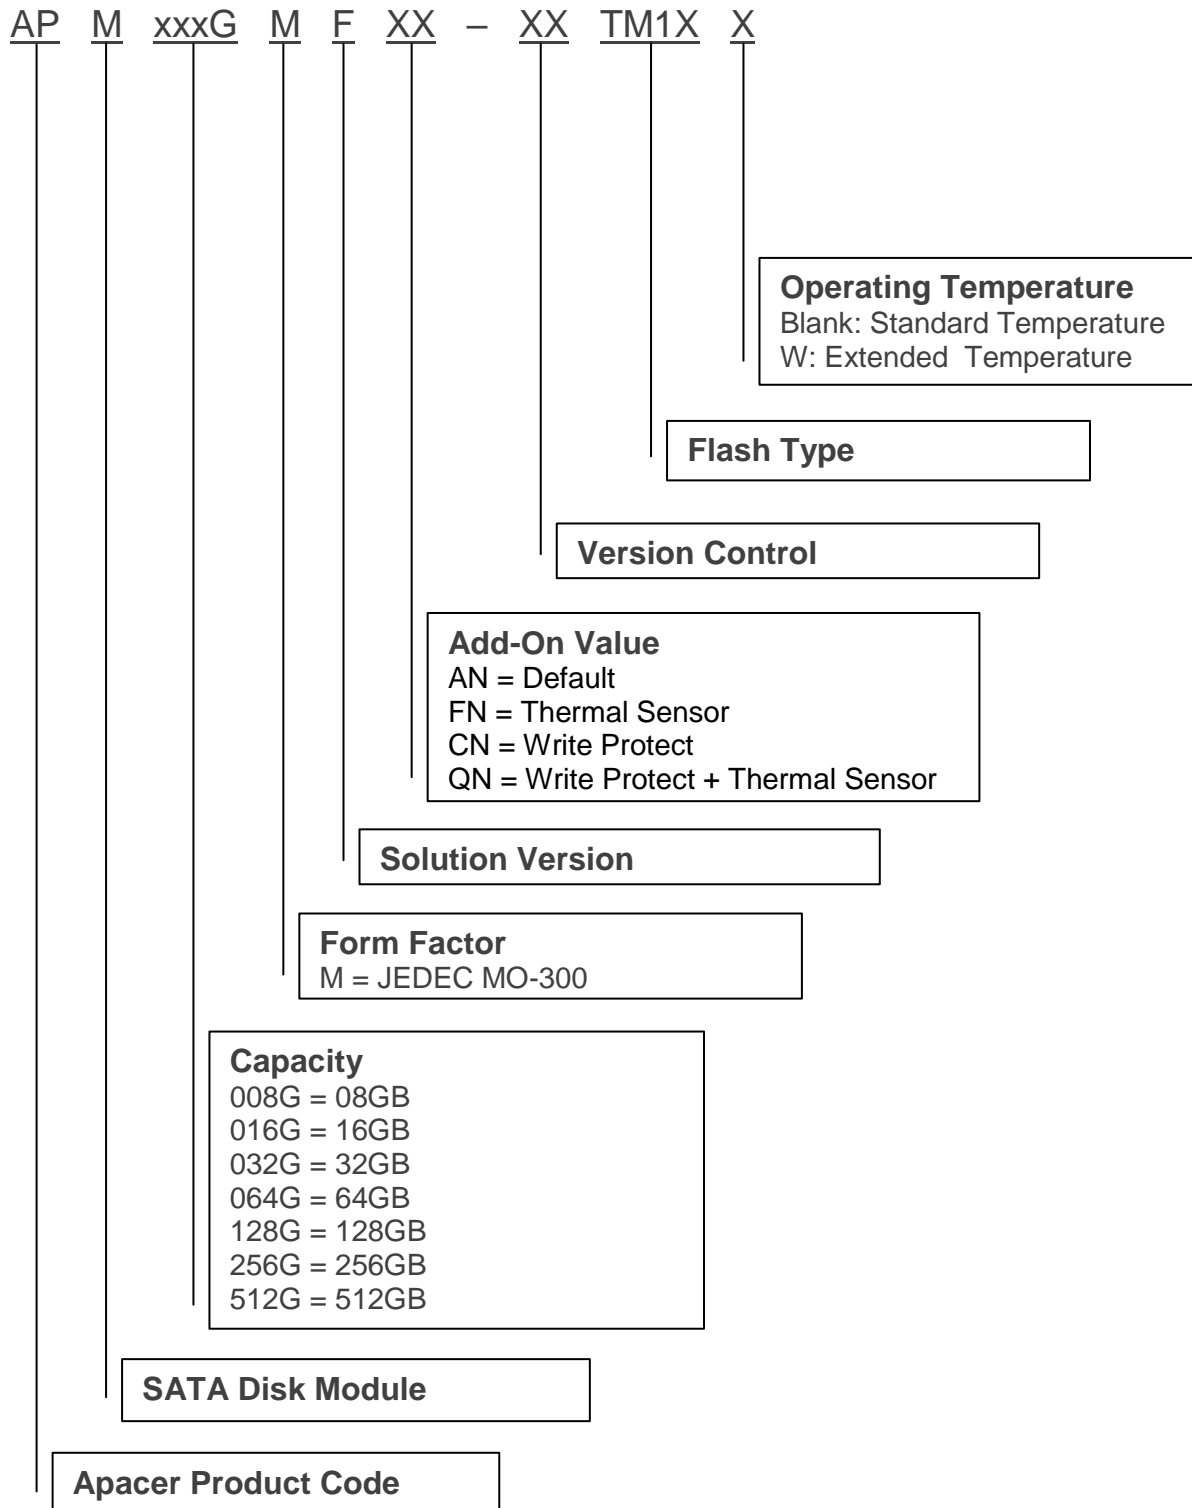 AP M xxxG M F XX – XX TM1X X
Operating Temperature
Blank: Standard Temperature
W: Extended Temperature
Flash Type
Version Control
Add-On Value
AN = Default
FN = Thermal Sensor
CN = Write Protect
QN = Write Protect + Thermal Sensor
Solution Version
Form Factor
M = JEDEC MO-300
Capacity
008G = 08GB
016G = 16GB
032G = 32GB
064G = 64GB
128G = 128GB
256G = 256GB
512G = 512GB
SATA Disk Module
Apacer Product Code